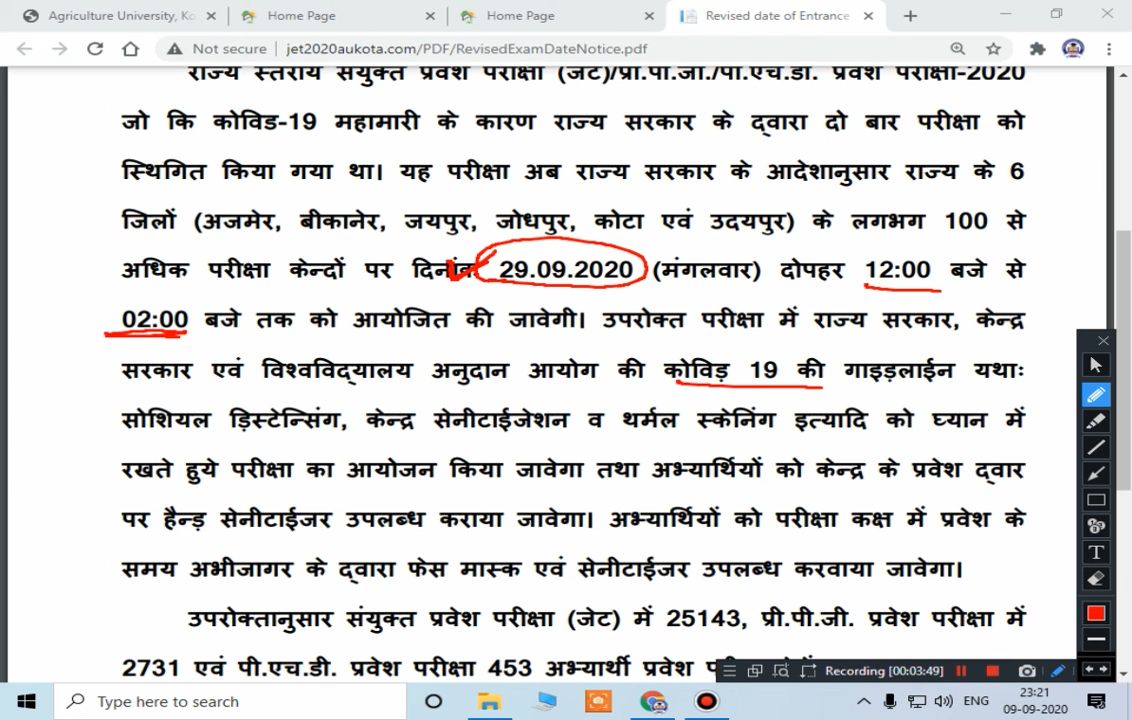 Agriculture University, Ko
Home Page
Home Page
Revised date of Entrance
Not secure | jet2020aukota.com/PDF/RevisedExamDateNotice.pdf
राज्य स्तरीय संयुक्त प्रवेश परीक्षा (जेट)/प्री.पी.जी./पी.एच.डी. प्रवेश परीक्षा-2020
जो कि कोविड-19 महामारी के कारण राज्य सरकार के द्वारा दो बार परीक्षा को
स्थिगित किया गया था। यह परीक्षा अब राज्य सरकार के आदेशानुसार राज्य के 6
जिलों (अजमेर, बीकानेर, जयपुर, जोधपुर, कोटा एवं उदयपुर) के लगभग 100 से
अधिक परीक्षा केन्दों पर दिनांक 29.09.2020 (मंगलवार) दोपहर 12:00 बजे से
02:00 बजे तक को आयोजित की जावेगी। उपरोक्त परीक्षा में राज्य सरकार, केन्द्र
सरकार एवं विश्वविद्यालय अनुदान आयोग की कोविड़ 19 की गाइड़लाईन यथाः
सोशियल ड़िस्टेन्सिंग, केन्द्र सेनीटाईजेशन व थर्मल स्केनिंग इत्यादि को घ्यान में
रखते हुये परीक्षा का आयोजन किया जावेगा तथा अभ्यार्थियों को केन्द्र के प्रवेश द्वार
पर हैन्ड़ सेनीटाईजर उपलब्ध कराया जावेगा। अभ्यार्थियों को परीक्षा कक्ष में प्रवेश के
समय अभीजागर के द्वारा फेस मास्क एवं सेनीटाईजर उपलब्ध करवाया जावेगा।
उपरोक्तानुसार संयुक्त प्रवेश परीक्षा (जेट) में 25143, प्री.पी.जी. प्रवेश परीक्षा में
2731 एवं पी.एच.डी. प्रवेश परीक्षा 453 अभ्यार्थी प्रवेश
Recording [00:03:49]
Type here to search
ENG
23:21
09-09-2020